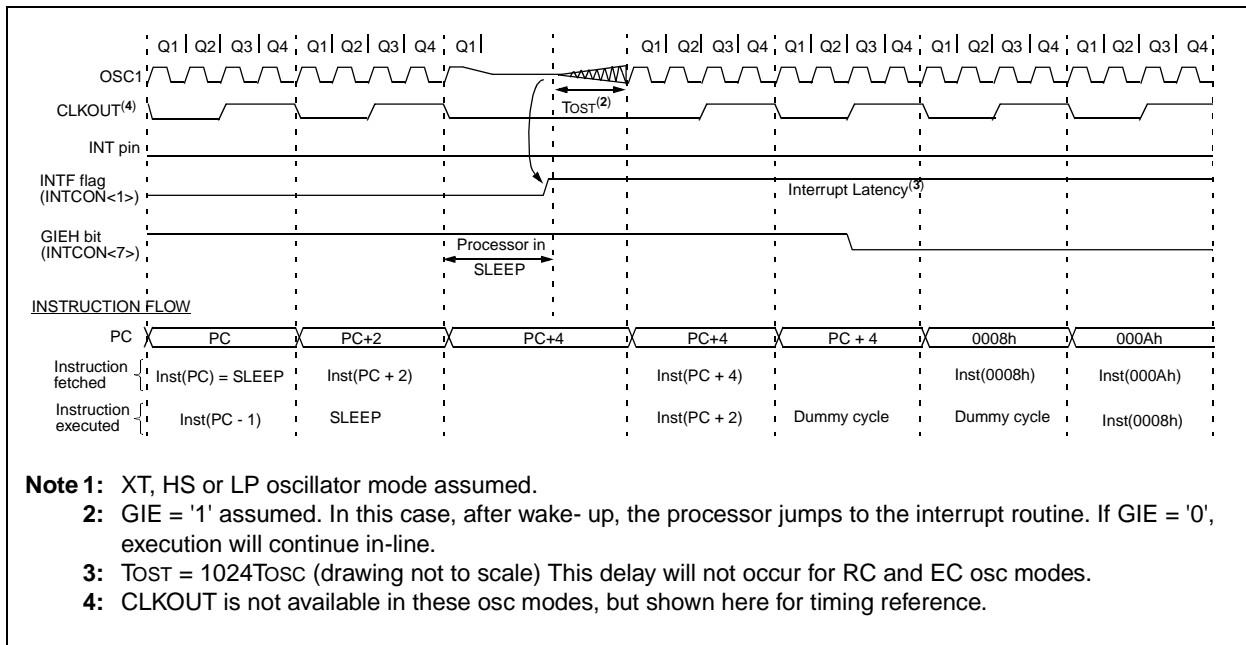 Q1 Q2 Q3 Q4 Q1 Q2 Q3 Q4 Q1 Q1 Q2 Q3 Q4 Q1 Q2 Q3 Q4 Q1 Q2 Q3 Q4 Q1 Q2 Q3 Q4
OSC1
CLKOUT(4)
TOST(2)
INT pin
INTF flag
(INTCON<1>)
Interrupt Latency(3)
GIEH bit
(INTCON<7>)
Processor in
SLEEP
INSTRUCTION FLOW
PC PC PC+2 PC+4 PC+4 PC + 4 0008h 000Ah
Instruction
fetched
Inst(PC) = SLEEP Inst(PC + 2) Inst(PC + 4) Inst(0008h) Inst(000Ah)
Instruction
executed
Inst(PC - 1) SLEEP Inst(PC + 2) Dummy cycle Dummy cycle Inst(0008h)
Note 1: XT, HS or LP oscillator mode assumed.
2: GIE = '1' assumed. In this case, after wake- up, the processor jumps to the interrupt routine. If GIE = '0',
execution will continue in-line.
3: TOST = 1024TOSC (drawing not to scale) This delay will not occur for RC and EC osc modes.
4: CLKOUT is not available in these osc modes, but shown here for timing reference.